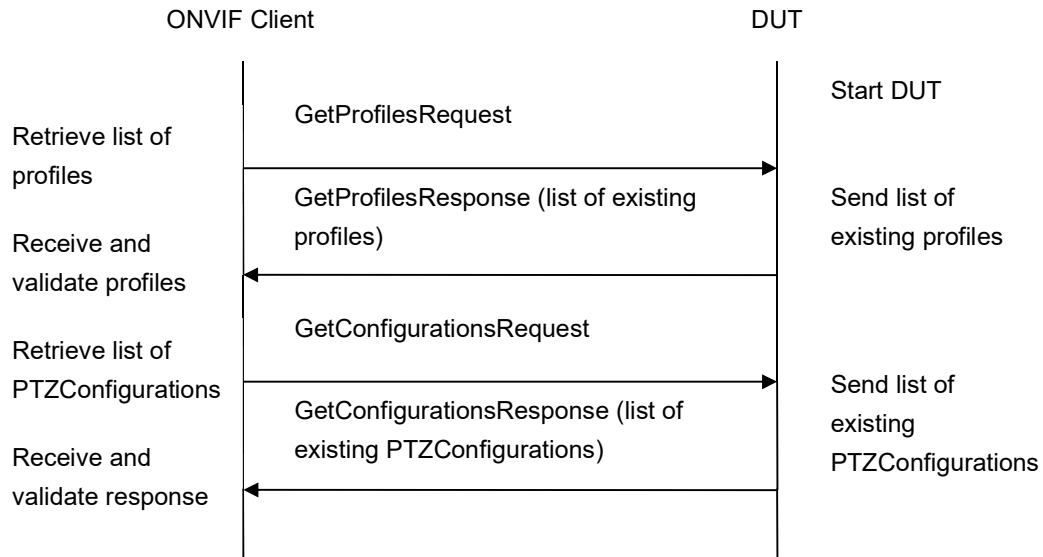 ONVIF Client
DUT
Start DUT
GetProfilesRequest
Retrieve list of
profiles
GetProfilesResponse (list of existing
profiles)
Send list of
existing profiles
Receive and
validate profiles
GetConfigurationsRequest
Retrieve list of
PTZConfigurations
GetConfigurationsResponse (list of
existing PTZConfigurations)
Send list of
existing
PTZConfigurations
Receive and
validate response